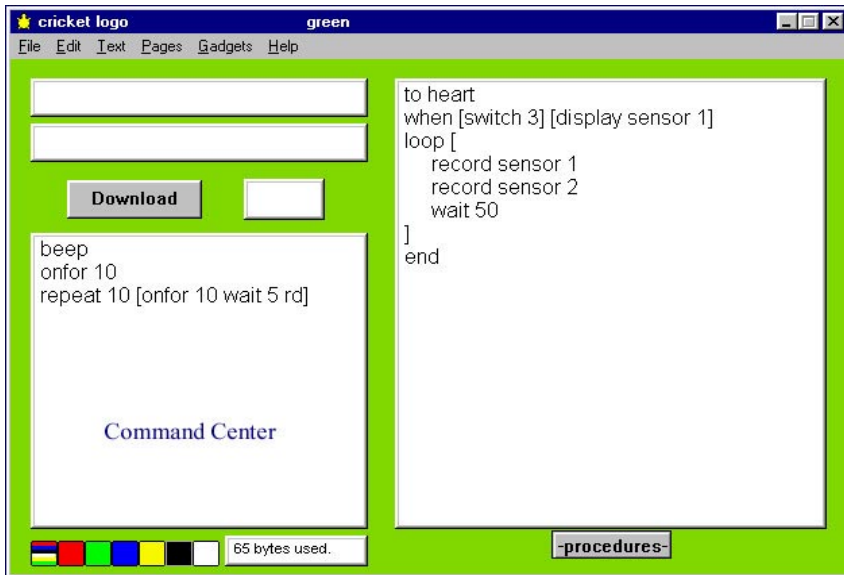 cricket logo green
File Edit Text Pages Gadgets Help
Download
beep
onfor 10
repeat 10 [onfor 10 wait 5 rd]
Command Center
65 bytes used.
to heart
when [switch 3] [display sensor 1]
loop [
record sensor 1
record sensor 2
wait 50
]
end
-procedures-